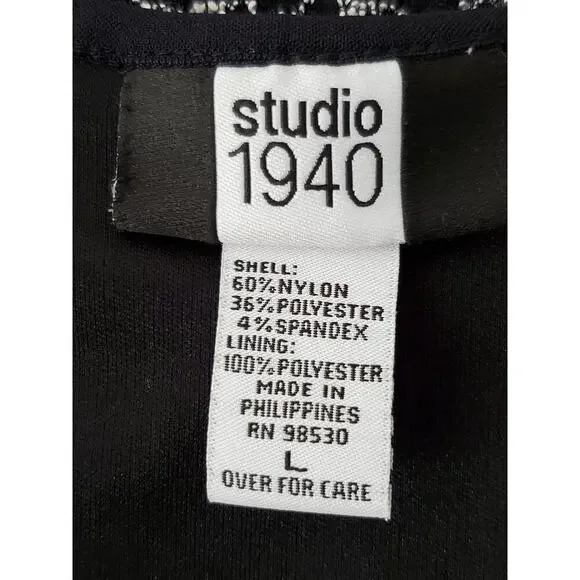 studio
1940
SHELL:
60%NYLON
36%POLYESTER
4%SPANDEX
LINING:
100%POLYESTER
MADE IN
PHILIPPINES
RN 98530
L
OVER FOR CARE